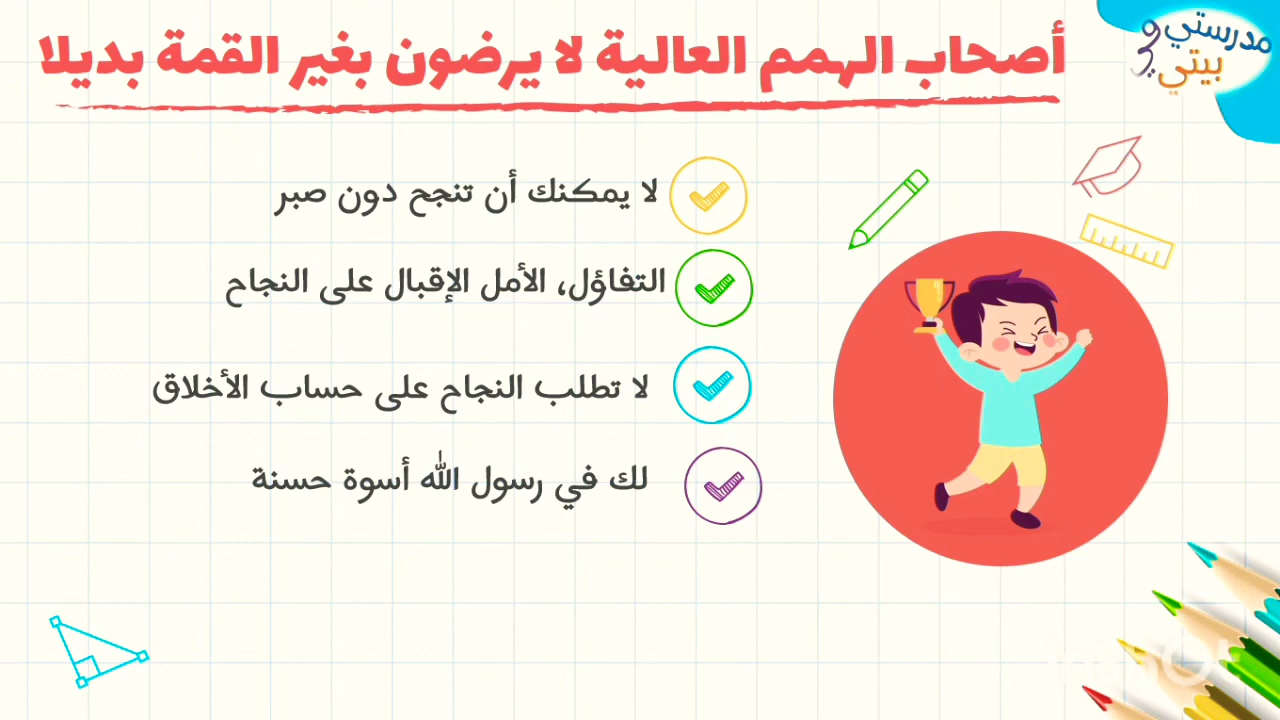 أصحاب الهمم العالية لا يرضون بغير القمة بديلا
مدرستي
و
بيتي
لا يمكنك أن تنجح دون صبر
التفاؤل، الأمل الإقبال على النجاح
لا تطلب النجاح على حساب الأخلاق
لك في رسول الله أسوة حسنة